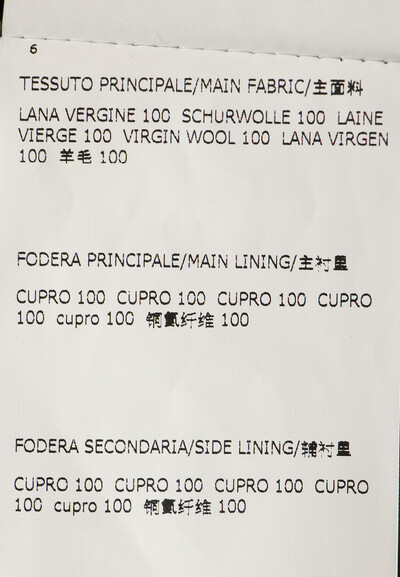 6
TESSUTO PRINCIPALE/MAIN FABRIC/主面料
LANA VERGINE 100 SCHURWOLLE 100 LAINE
VIERGE 100 VIRGIN WOOL 100 LANA VIRGEN
100 羊毛 100
FODERA PRINCIPALE/MAIN LINING/主衬里
CUPRO 100 CUPRO 100 CUPRO 100 CUPRO
100 cupro 100 铜氨纤维 100
FODERA SECONDARIA/SIDE LINING/辅衬里
CUPRO 100 CUPRO 100 CUPRO 100 CUPRO
100 cupro 100 铜氨纤维 100